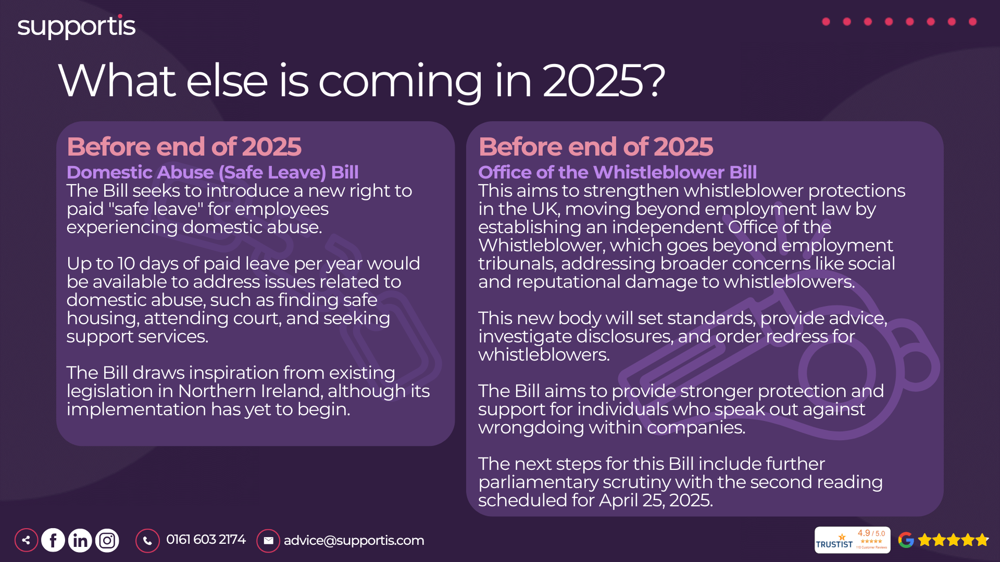 supportis
What else is coming in 2025?
Before end of 2025
Domestic Abuse (Safe Leave) Bill
The Bill seeks to introduce a new right to
paid "safe leave" for employees
experiencing domestic abuse.
Up to 10 days of paid leave per year would
be available to address issues related to
domestic abuse, such as finding safe
housing, attending court, and seeking
support services.
The Bill draws inspiration from existing
legislation in Northern Ireland, although its
implementation has yet to begin.
Before end of 2025
Office of the Whistleblower Bill
This aims to strengthen whistleblower protections
in the UK, moving beyond employment law by
establishing an independent Office of the
Whistleblower, which goes beyond employment
tribunals, addressing broader concerns like social
and reputational damage to whistleblowers.
This new body will set standards, provide advice,
investigate disclosures, and order redress for
whistleblowers.
The Bill aims to provide stronger protection and
support for individuals who speak out against
wrongdoing within companies.
The next steps for this Bill include further
parliamentary scrutiny with the second reading
scheduled for April 25, 2025.
0161 603 2174
advice@supportis.com
TRUSTIST
4.9 / 5.0
118 Customer Reviews